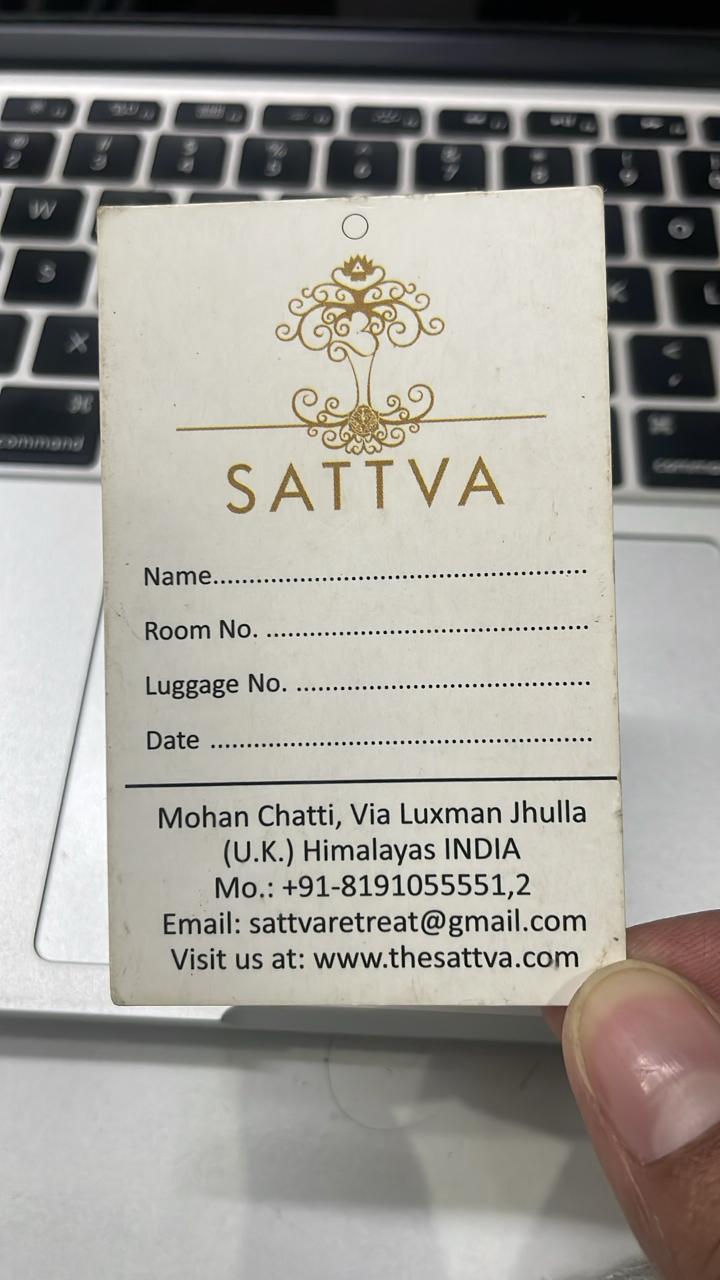 SATTVA
Name..................................................
Room No. ............................................
Luggage No. ........................................
Date ....................................................
Mohan Chatti, Via Luxman Jhulla
(U.K.) Himalayas INDIA
Mo.: +91-8191055551,2
Email: sattvaretreat@gmail.com
Visit us at: www.thesattva.com
W
S
X
command